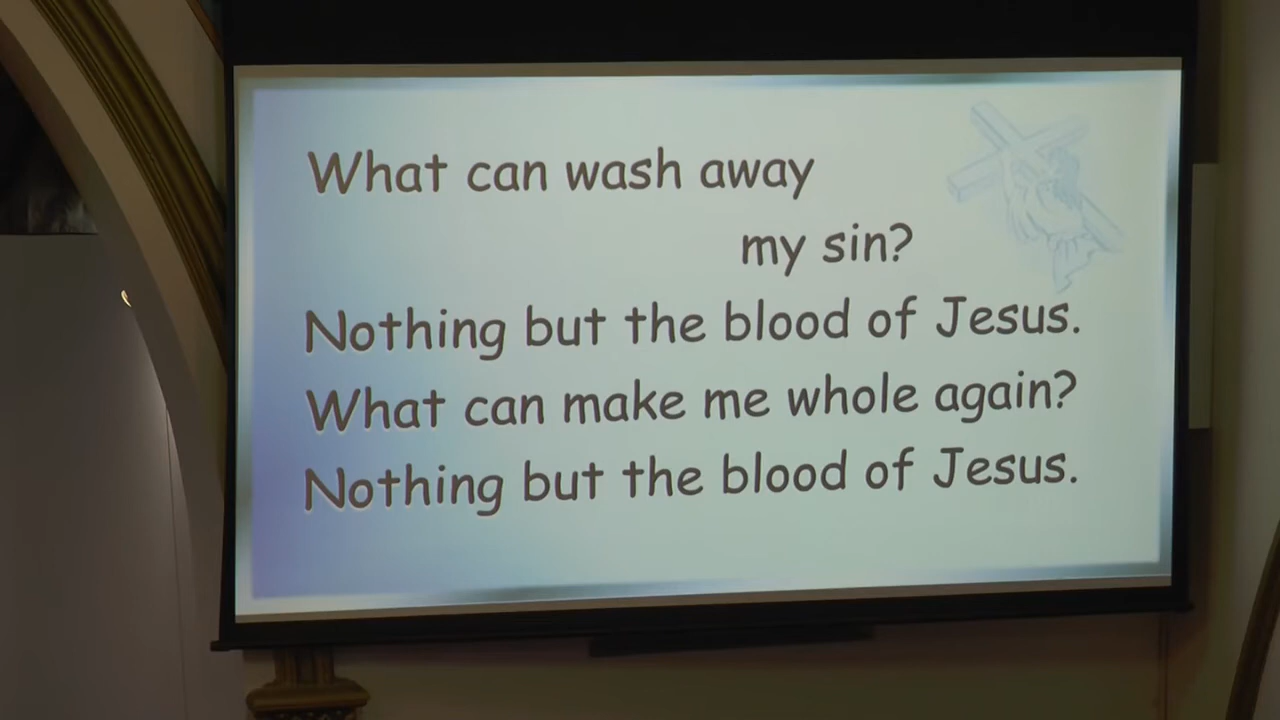 What can wash away
my sin?
Nothing but the blood of Jesus.
What can make me whole again?
Nothing but the blood of Jesus.